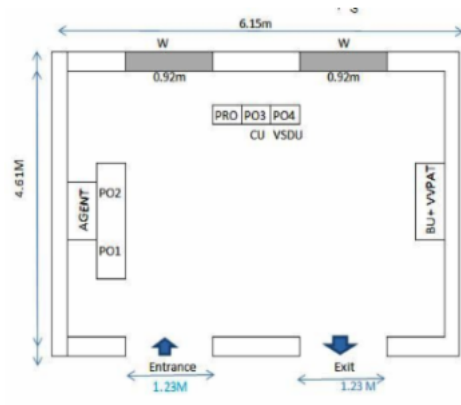 6.15m
W W
0.92m 0.92m
PRO PO3 PO4
CU VSDU
4.61M
AGENT
PO2
PO1
BU+ VVPAT
Entrance Exit
1.23M 1.23 M